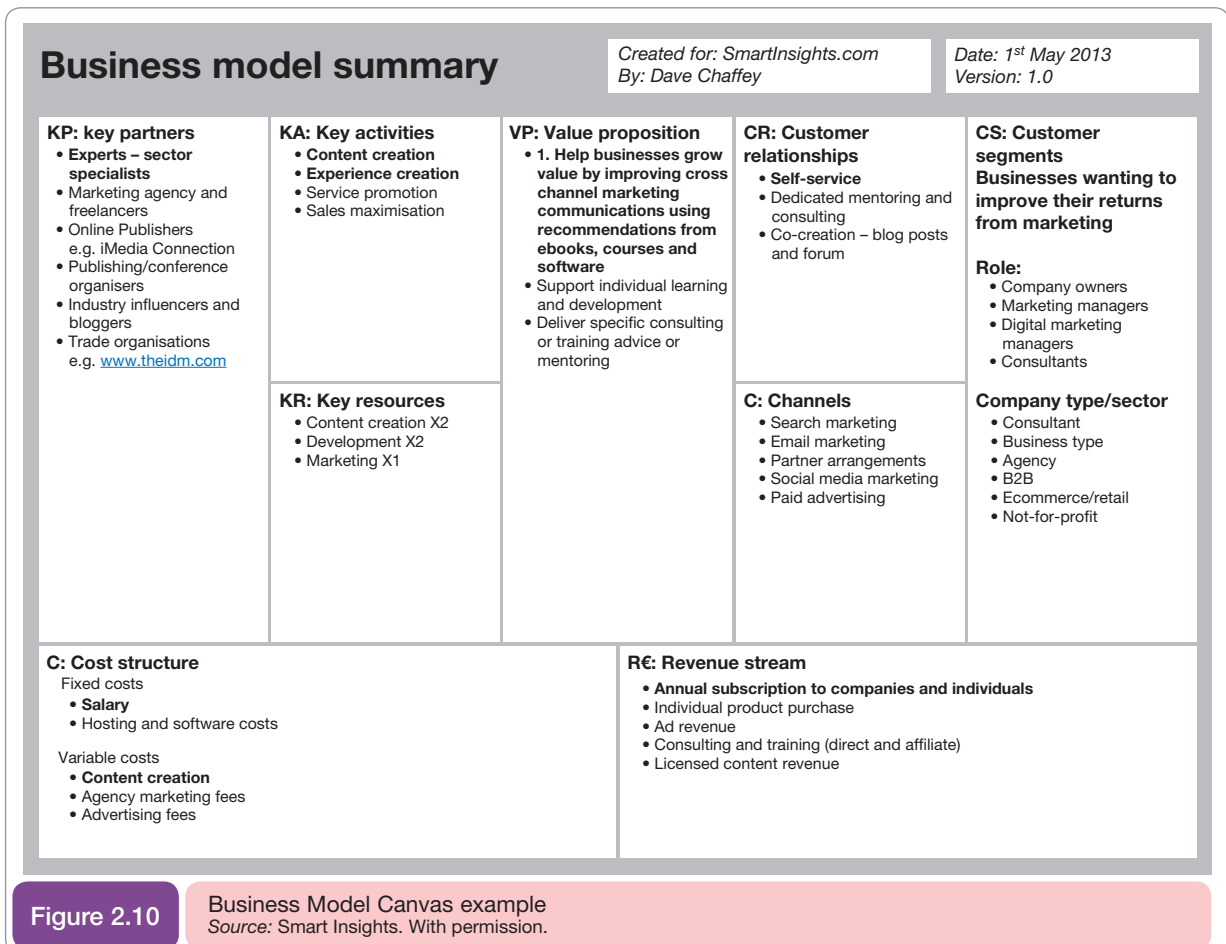 Business model summary
Created for: SmartInsights.com
By: Dave Chaffey
Date: 1st May 2013
Version: 1.0
KP: key partners
• Experts – sector
specialists
• Marketing agency and
freelancers
• Online Publishers
e.g. iMedia Connection
• Publishing/conference
organisers
• Industry influencers and
bloggers
• Trade organisations
e.g. www.theidm.com
KA: Key activities
• Content creation
• Experience creation
• Service promotion
• Sales maximisation
KR: Key resources
• Content creation X2
• Development X2
• Marketing X1
VP: Value proposition
• 1. Help businesses grow
value by improving cross
channel marketing
communications using
recommendations from
ebooks, courses and
software
• Support individual learning
and development
• Deliver specific consulting
or training advice or
mentoring
CR: Customer
relationships
• Self-service
• Dedicated mentoring and
consulting
• Co-creation – blog posts
and forum
C: Channels
• Search marketing
• Email marketing
• Partner arrangements
• Social media marketing
• Paid advertising
CS: Customer
segments
Businesses wanting to
improve their returns
from marketing
Role:
• Company owners
• Marketing managers
• Digital marketing
managers
• Consultants
Company type/sector
• Consultant
• Business type
• Agency
• B2B
• Ecommerce/retail
• Not-for-profit
C: Cost structure
Fixed costs
• Salary
• Hosting and software costs
Variable costs
• Content creation
• Agency marketing fees
• Advertising fees
R€: Revenue stream
• Annual subscription to companies and individuals
• Individual product purchase
• Ad revenue
• Consulting and training (direct and affiliate)
• Licensed content revenue
Figure 2.10
Business Model Canvas example
Source: Smart Insights. With permission.